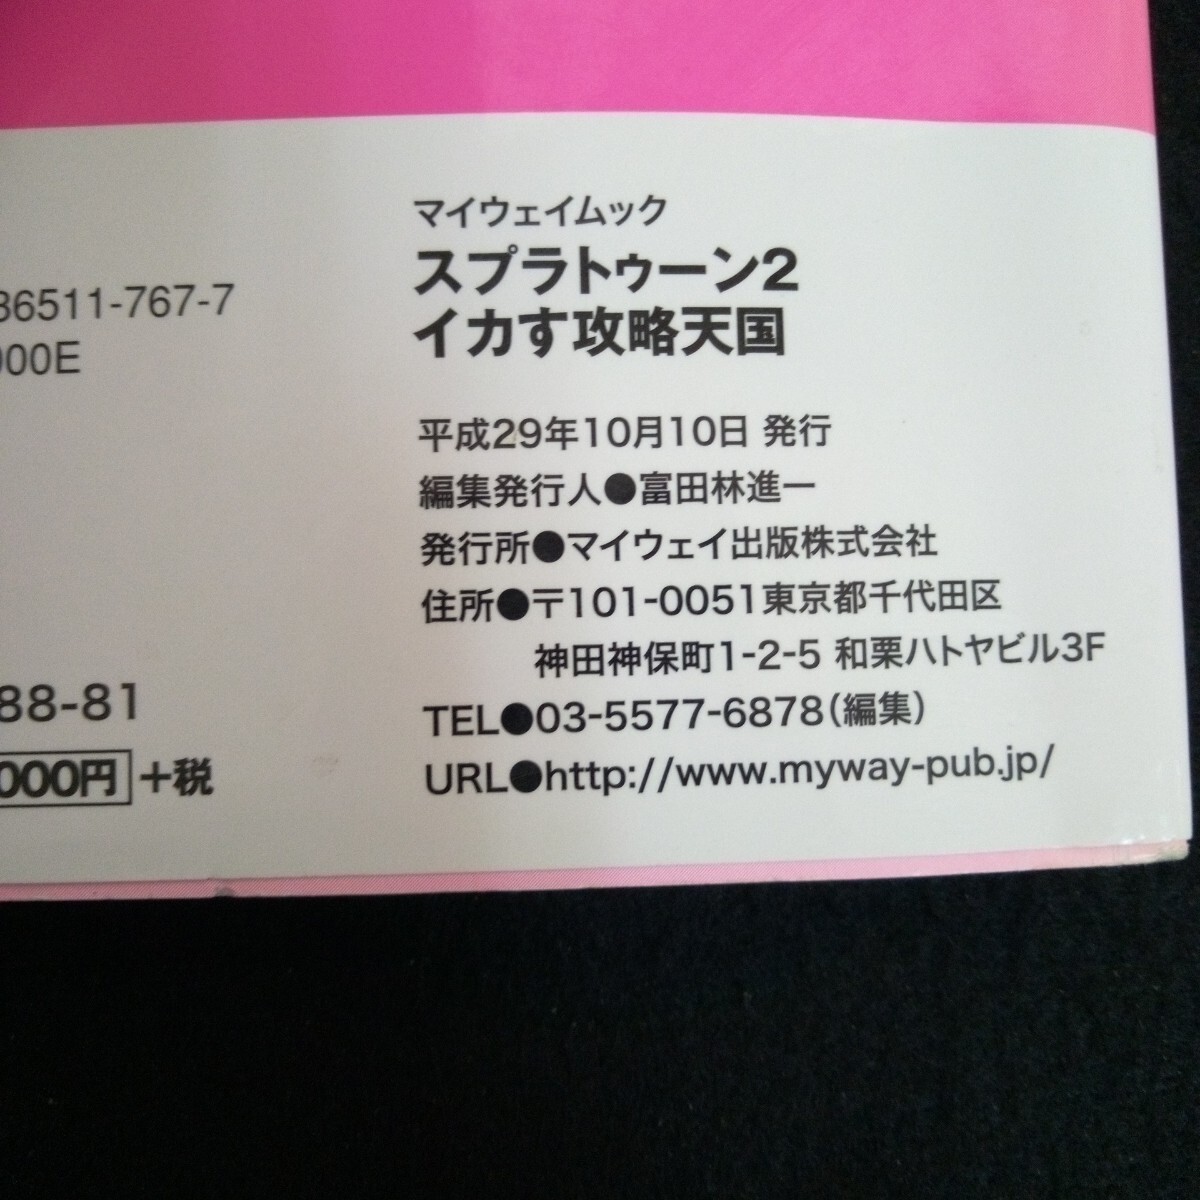 マイウェイムック
スプラトゥーン2
イカす攻略天国
平成29年10月10日 発行
編集発行人●富田林進一
発行所●マイウェイ出版株式会社
住所●〒101-0051東京都千代田区
神田神保町1-2-5 和栗ハトヤビル3F
TEL●03-5577-6878(編集)
URL●http://www.myway-pub.jp/
86511-767-7
000E
88-81
000円 +税